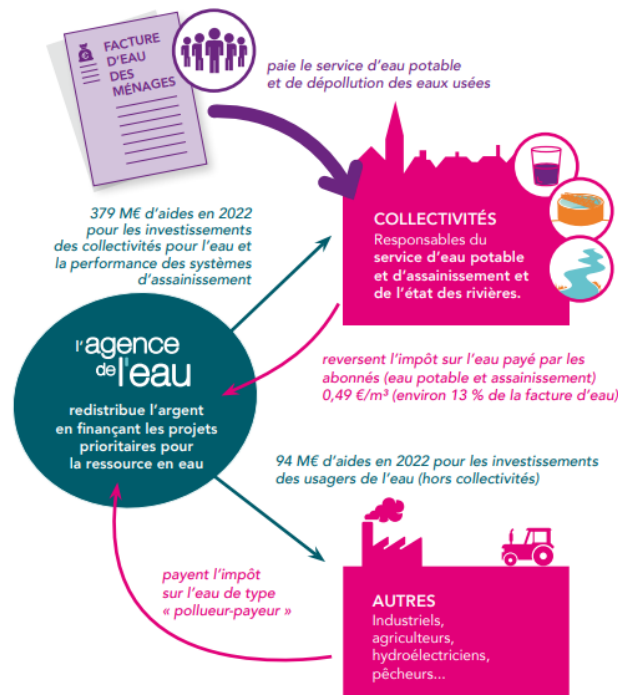 FACTURE
D'EAU
DES
MÉNAGES
paie le service d'eau potable
et de dépollution des eaux usées
379 M€ d'aides en 2022
pour les investissements
des collectivités pour l'eau et
la performance des systèmes
d'assainissement
COLLECTIVITÉS
Responsables du
service d'eau potable
et d'assainissement et
de l'état des rivières.
l'agence
de l'eau
redistribue l'argent
en finançant les projets
prioritaires pour
la ressource en eau
reversent l'impôt sur l'eau payé par les
abonnés (eau potable et assainissement)
0,49 €/m³ (environ 13 % de la facture d'eau)
94 M€ d'aides en 2022 pour les investissements
des usagers de l'eau (hors collectivités)
payent l'impôt
sur l'eau de type
« pollueur-payeur »
AUTRES
Industriels,
agriculteurs,
hydroélectriciens,
pêcheurs...